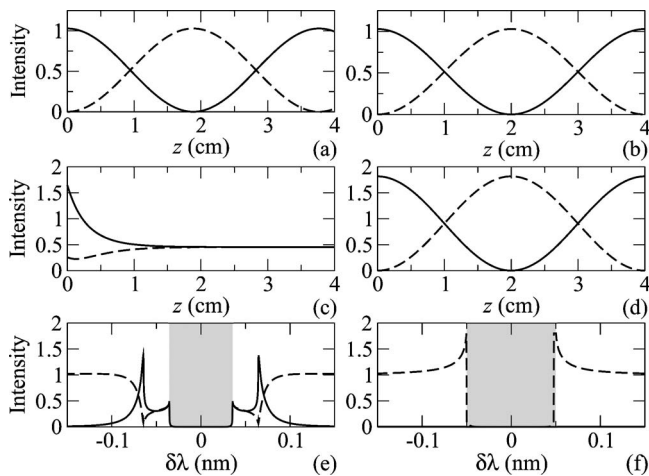 1 1
Intensity 0.5 0.5
0 0
0 1 2 3 4 0 1 2 3 4
z (cm) (a) z (cm) (b)
2 2
1.5 1.5
Intensity 1 1
0.5 0.5
0 0
0 1 2 3 4 0 1 2 3 4
z (cm) (c) z (cm) (d)
2 2
1.5 1.5
Intensity 1 1
0.5 0.5
0 0
-0.1 0 0.1 -0.1 0 0.1
δλ (nm) (e) δλ (nm) (f)